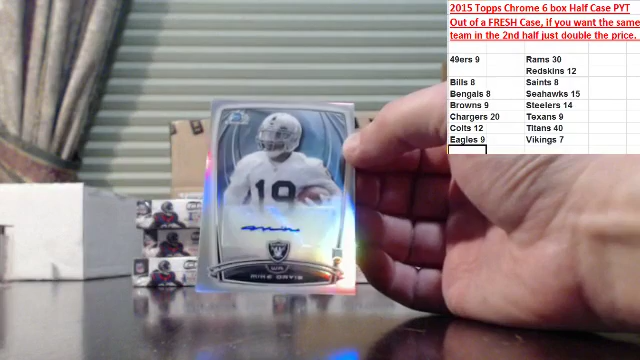 2015 Topps Chrome 6 box Half Case PYT
Out of a FRESH Case, if you want the same
team in the 2nd half just double the price.
49ers 9 Rams 30
Redskins 12
Bills 8 Saints 8
Bengals 8 Seahawks 15
Browns 9 Steelers 14
Chargers 20 Texans 9
Colts 12 Titans 40
Eagles 9 Vikings 7
19
MIKE DAVIS